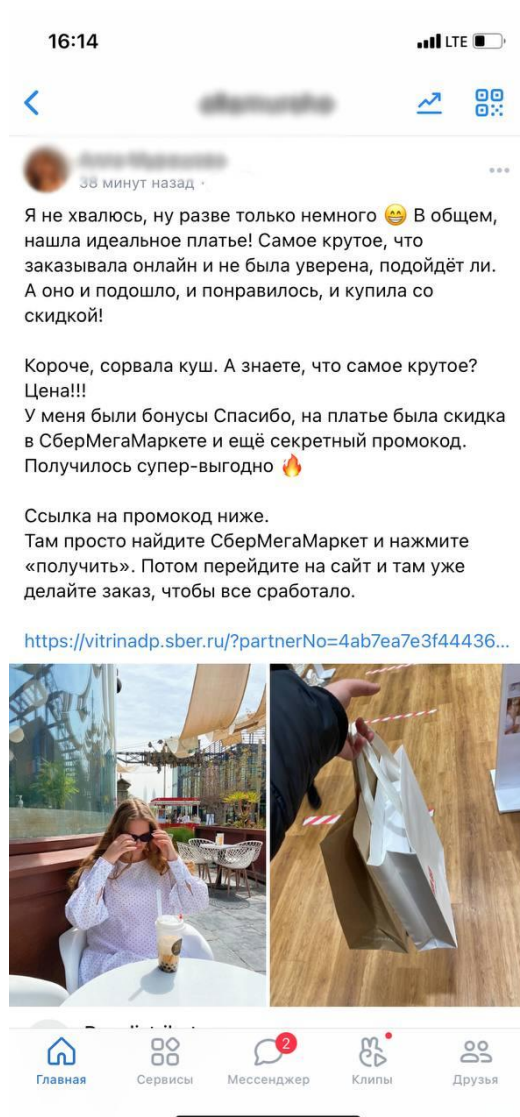 16:14
LTE
38 минут назад ·
Я не хвалюсь, ну разве только немного 😁 В общем,
нашла идеальное платье! Самое крутое, что
заказывала онлайн и не была уверена, подойдёт ли.
А оно и подошло, и понравилось, и купила со
скидкой!
Короче, сорвала куш. А знаете, что самое крутое?
Цена!!!
У меня были бонусы Спасибо, на платье была скидка
в СберМегаМаркете и ещё секретный промокод.
Получилось супер-выгодно 🔥
Ссылка на промокод ниже.
Там просто найдите СберМегаМаркет и нажмите
«получить». Потом перейдите на сайт и там уже
делайте заказ, чтобы все сработало.
https://vitrinadp.sber.ru/?partnerNo=4ab7ea7e3f44436...
2
Главная
Сервисы
Мессенджер
Клипы
Друзья